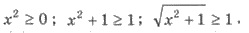 x² ≥ 0 ; x² + 1 ≥ 1 ; √(x² + 1) ≥ 1 .